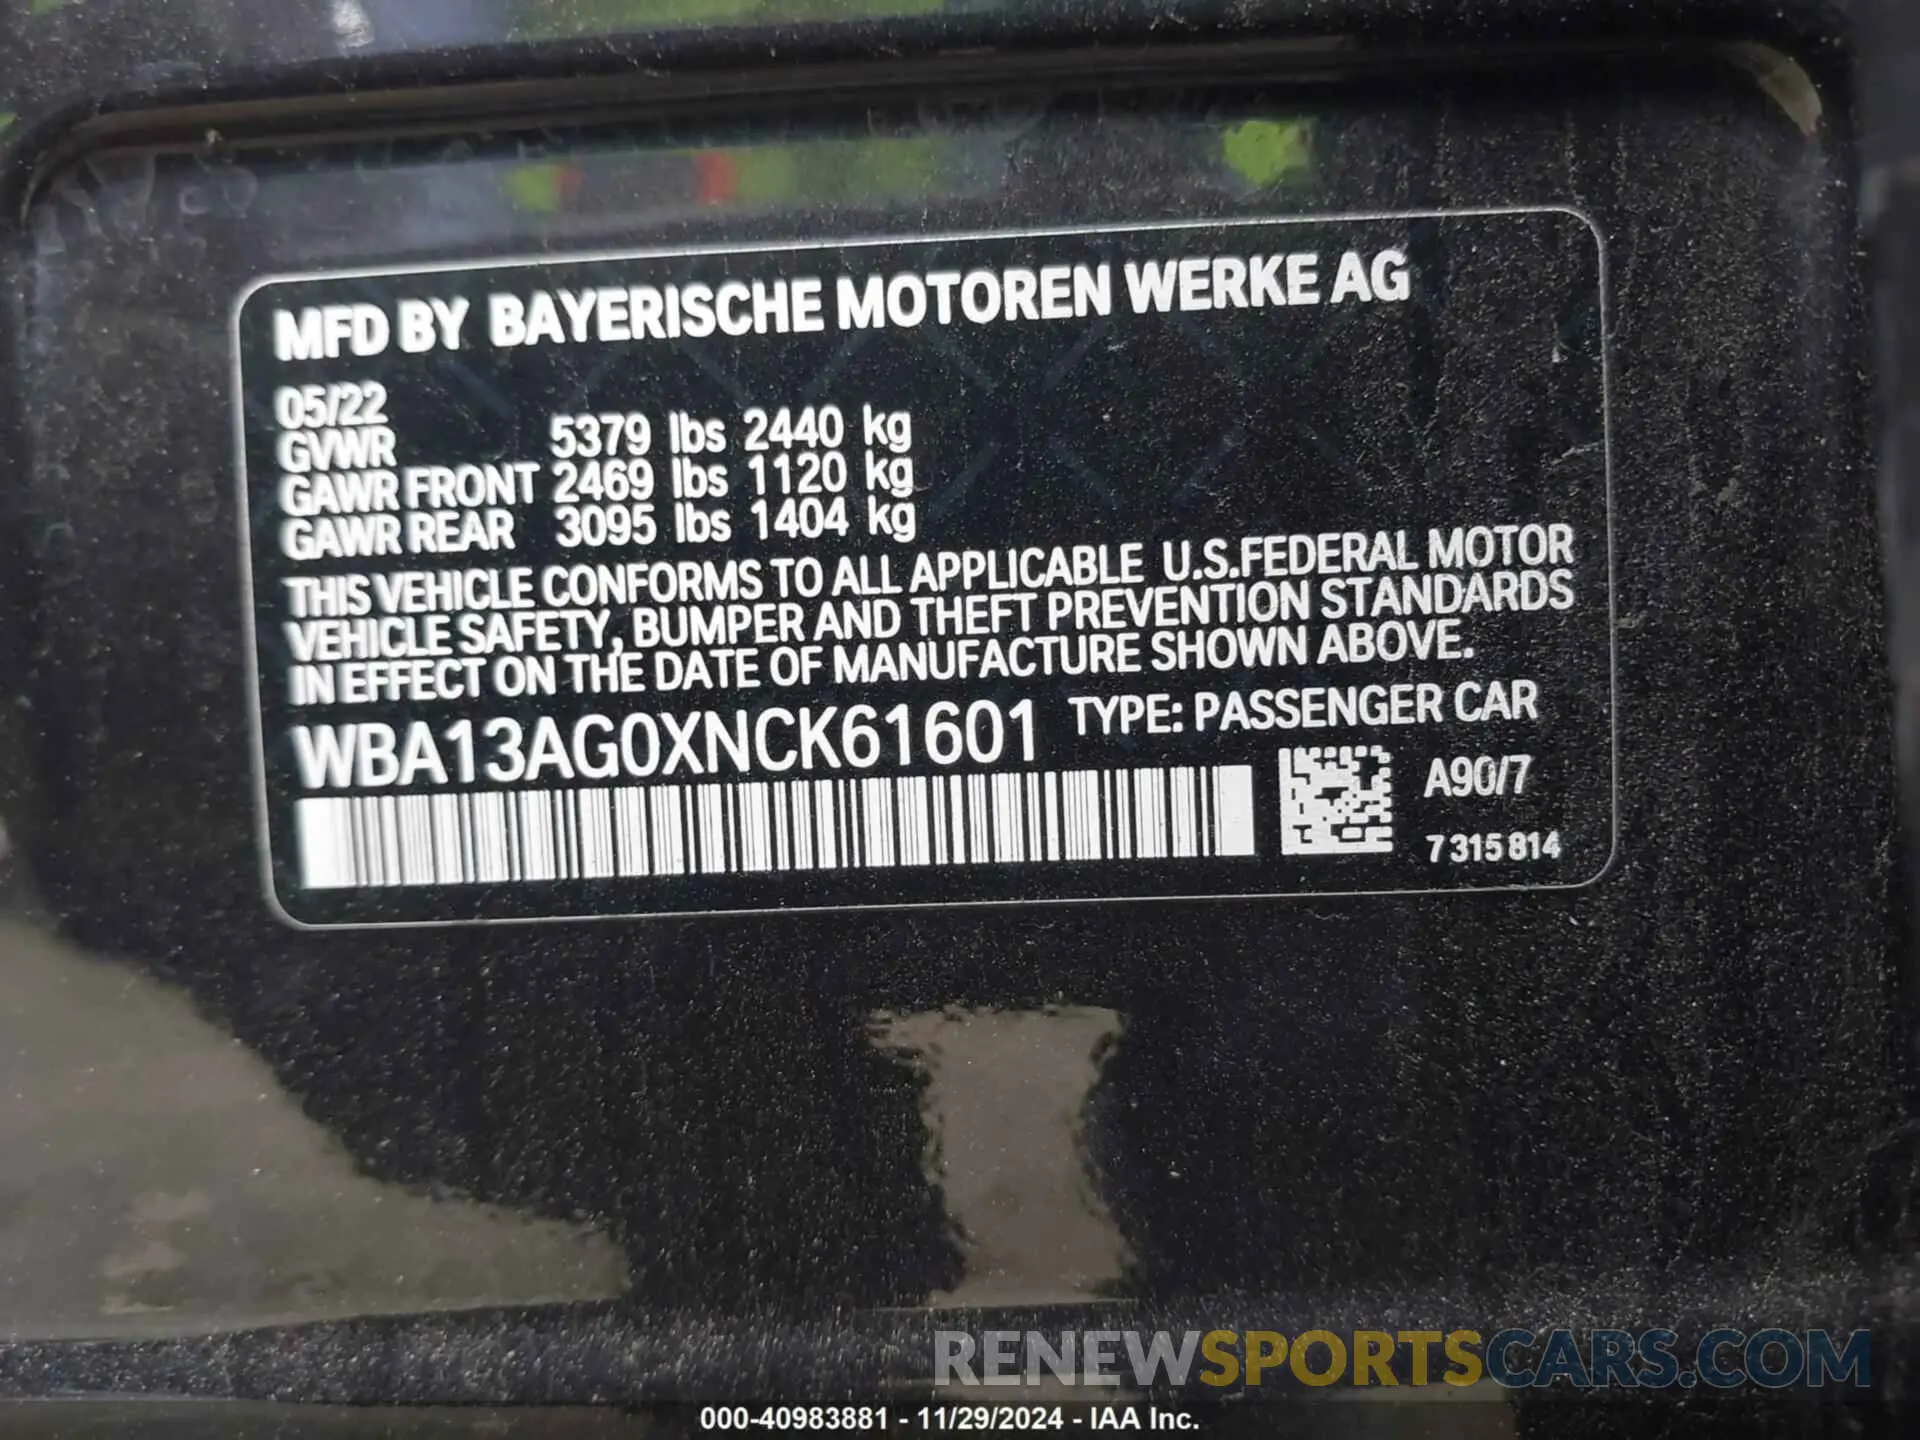 MFD BY BAYERISCHE MOTOREN WERKE AG
05/22
GVWR 5379 lbs 2440 kg
GAWR FRONT 2469 lbs 1120 kg
GAWR REAR 3095 lbs 1404 kg
THIS VEHICLE CONFORMS TO ALL APPLICABLE U.S.FEDERAL MOTOR
VEHICLE SAFETY, BUMPER AND THEFT PREVENTION STANDARDS
IN EFFECT ON THE DATE OF MANUFACTURE SHOWN ABOVE.
WBA13AG0XNCK61601 TYPE: PASSENGER CAR
A90/7
7 315 814
RENEWSPORTSCARS.COM
000-40983881 - 11/29/2024 - IAA Inc.